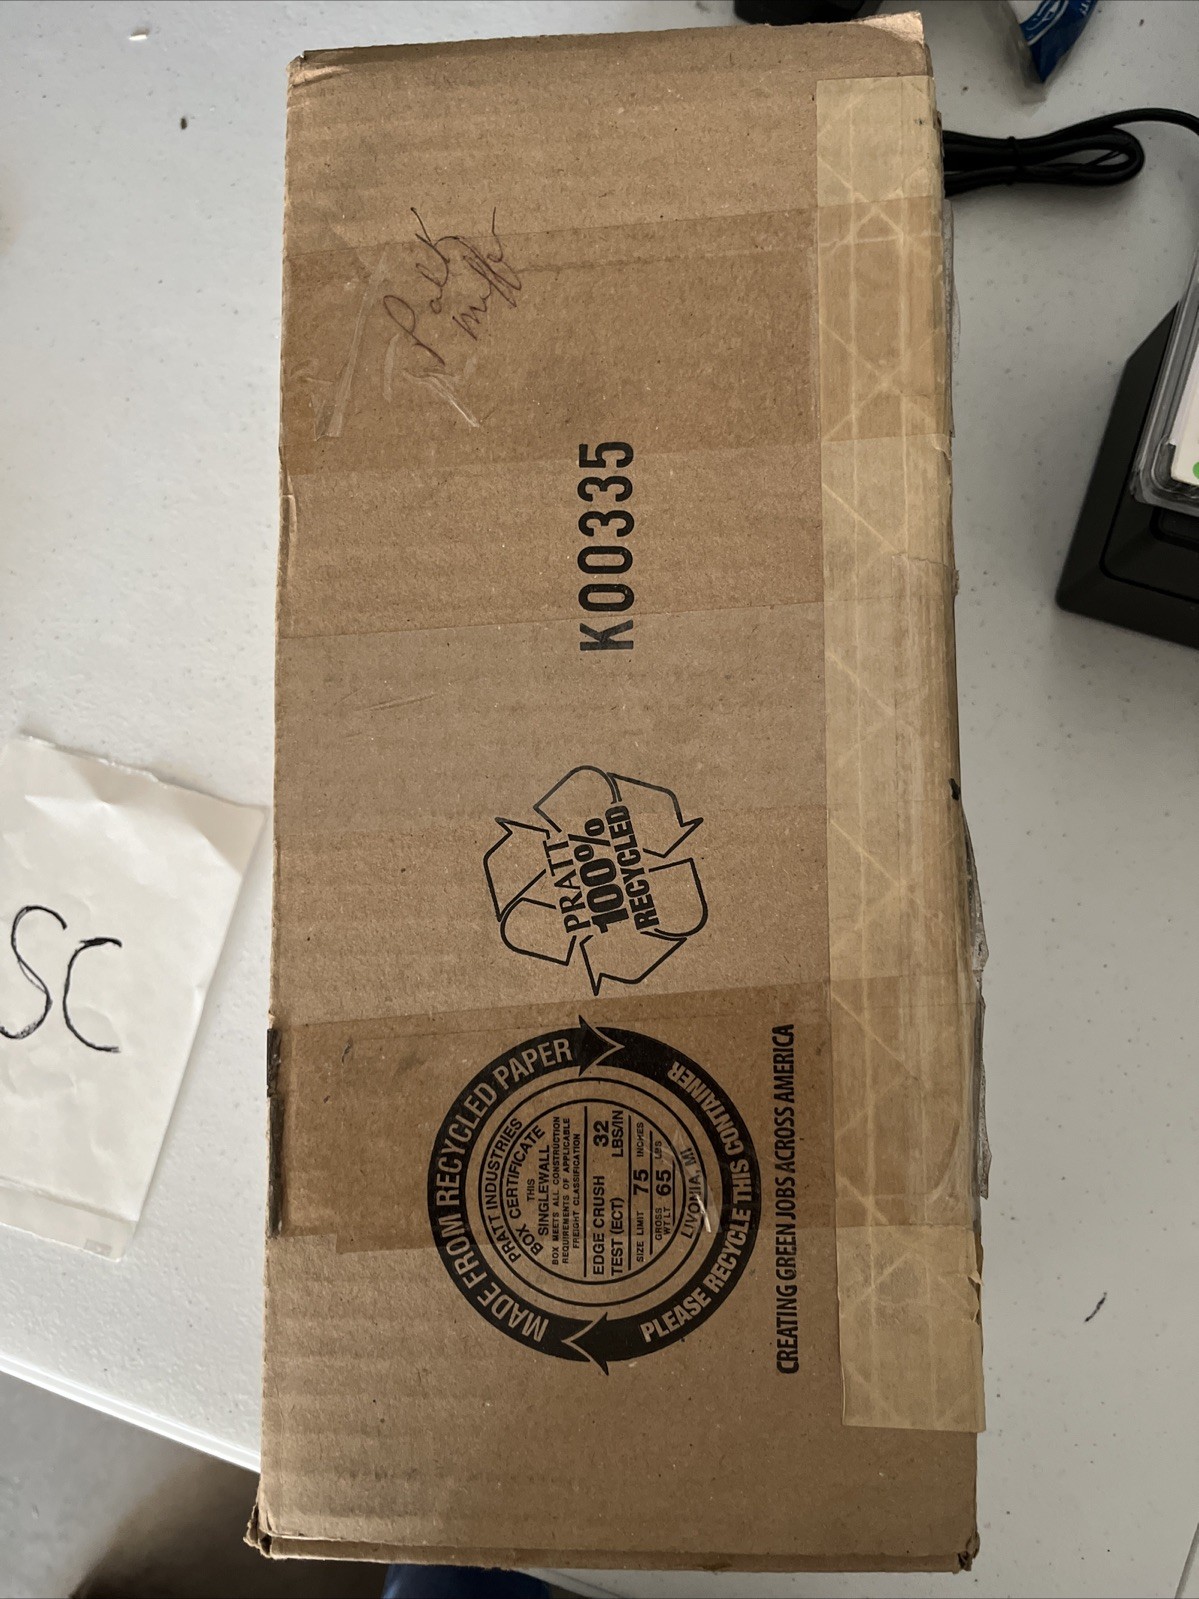 K00335
PRATT
100%
RECYCLED
MADE FROM RECYCLED PAPER
PLEASE RECYCLE THIS CONTAINER
PRATT INDUSTRIES
BOX CERTIFICATE
THIS
SINGLEWALL
BOX MEETS ALL CONSTRUCTION
REQUIREMENTS OF APPLICABLE
FREIGHT CLASSIFICATION
EDGE CRUSH 32
TEST (ECT) LBS/IN
SIZE LIMIT 75 INCHES
GROSS 65 LBS
WT LT
LIVONIA, MI
CREATING GREEN JOBS ACROSS AMERICA
SC